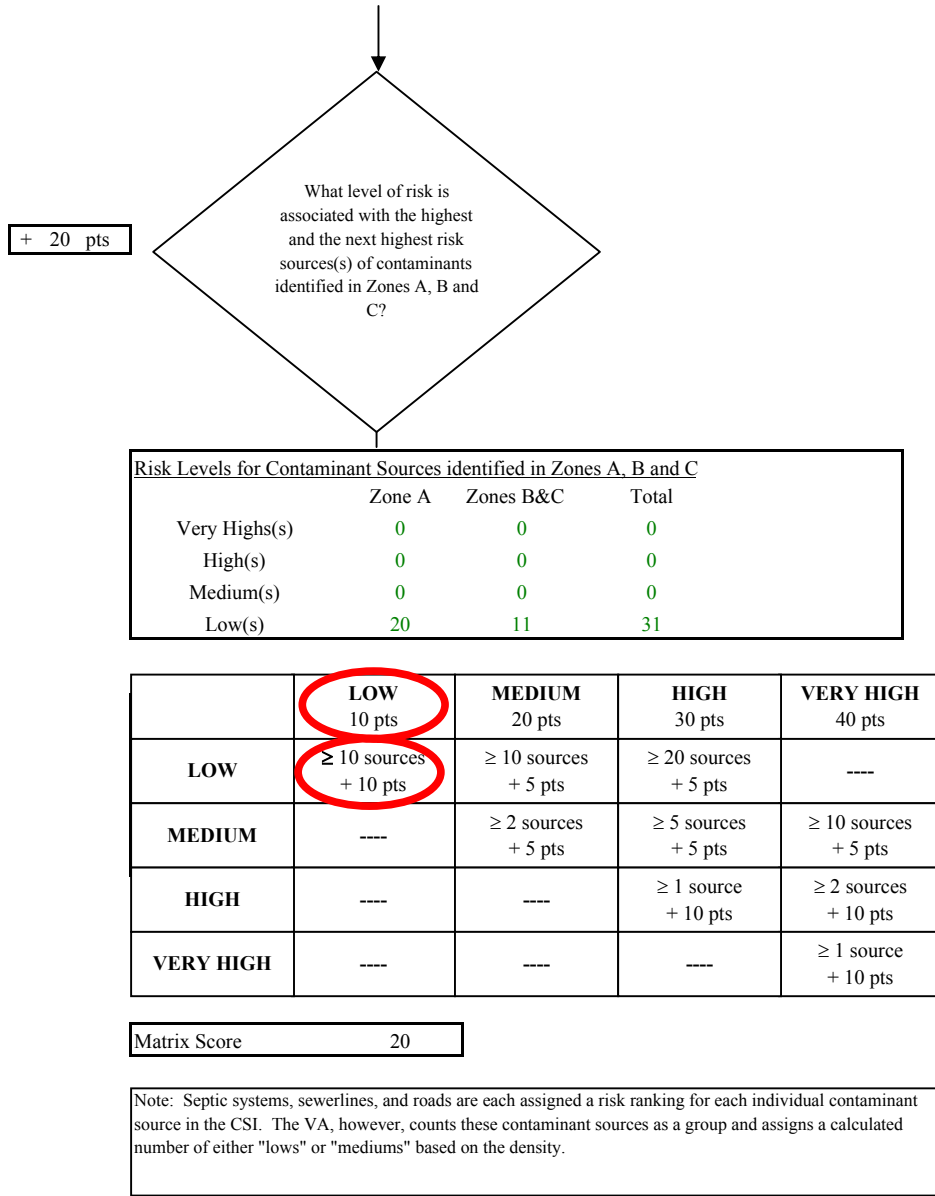 What level of risk is
associated with the highest
and the next highest risk
sources(s) of contaminants
identified in Zones A, B and
C?
+ 20 pts
Risk Levels for Contaminant Sources identified in Zones A, B and C
Zone A Zones B&C Total
Very Highs(s) 0 0 0
High(s) 0 0 0
Medium(s) 0 0 0
Low(s) 20 11 31
LOW MEDIUM HIGH VERY HIGH
10 pts 20 pts 30 pts 40 pts
LOW ≥ 10 sources ≥ 10 sources ≥ 20 sources ----
+ 10 pts + 5 pts + 5 pts
MEDIUM ---- ≥ 2 sources ≥ 5 sources ≥ 10 sources
+ 5 pts + 5 pts + 5 pts
HIGH ---- ---- ≥ 1 source ≥ 2 sources
+ 10 pts + 10 pts
VERY HIGH ---- ---- ---- ≥ 1 source
+ 10 pts
Matrix Score 20
Note: Septic systems, sewerlines, and roads are each assigned a risk ranking for each individual contaminant
source in the CSI. The VA, however, counts these contaminant sources as a group and assigns a calculated
number of either "lows" or "mediums" based on the density.